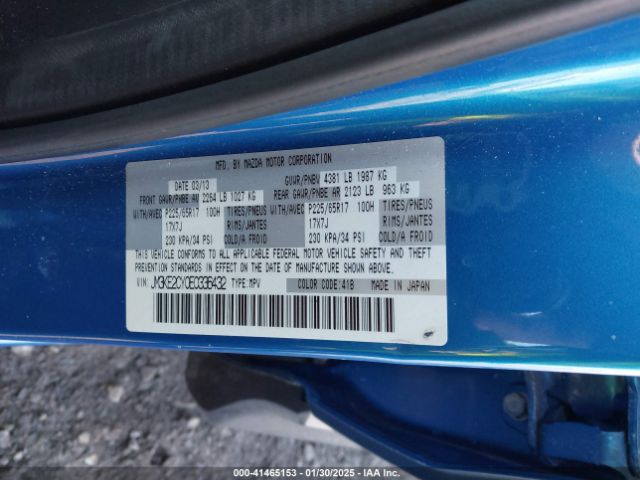 MFD. BY MAZDA MOTOR CORPORATION
DATE 03/13 GVWR/PNBV 4381 LB 1987 KG
FRONT GAWR/PNBE AV 2264 LB 1027 KG REAR GAWR/PNBE AR 2123 LB 963 KG
WITH/AVEC P225/65R17 100H TIRES/PNEUS WITH/AVEC P225/65R17 100H TIRES/PNEUS
17X7J RIMS/JANTES 17X7J RIMS/JANTES
230 KPA/34 PSI COLD/A FROID 230 KPA/34 PSI COLD/A FROID
THIS VEHICLE CONFORMS TO ALL APPLICABLE FEDERAL MOTOR VEHICLE SAFETY AND THEFT
PREVENTION STANDARDS IN EFFECT ON THE DATE OF MANUFACTURE SHOWN ABOVE.
VIN: JM3KE2CY0E0336432 TYPE:MPV COLOR CODE:41B MADE IN JAPAN
000-41465153 - 01/30/2025 - IAA Inc.